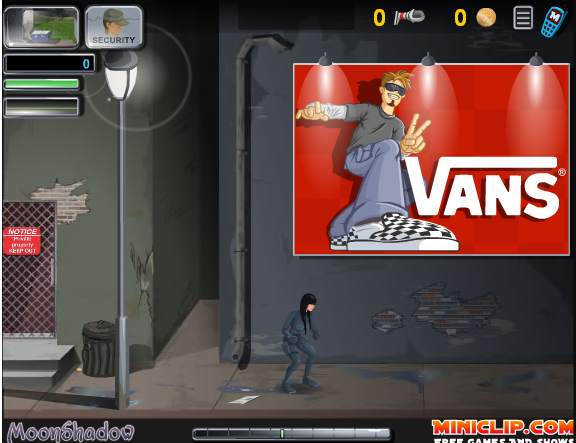 SECURITY
0
0
0
M
VANS®
NOTICE
Private
property
KEEP OUT
MoonShadow
MINICLIP.COM
FREE GAMES AND SHOWS